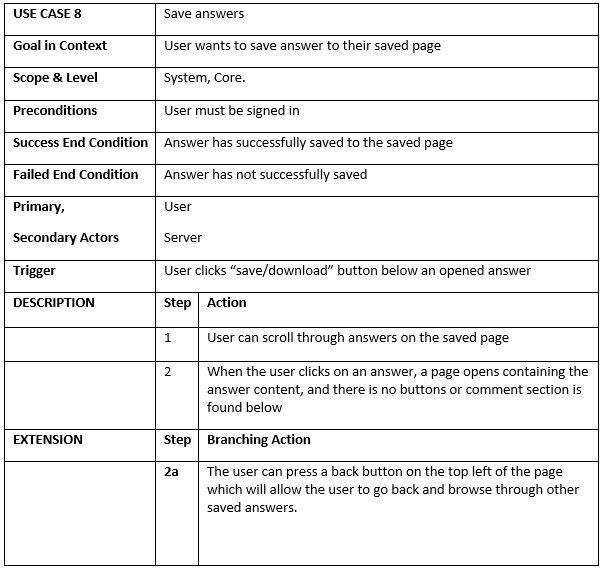 USE CASE 8 Save answers
Goal in Context User wants to save answer to their saved page
Scope & Level System, Core.
Preconditions User must be signed in
Success End Condition Answer has successfully saved to the saved page
Failed End Condition Answer has not successfully saved
Primary, User
Secondary Actors Server
Trigger User clicks “save/download” button below an opened answer
DESCRIPTION Step Action
1 User can scroll through answers on the saved page
2 When the user clicks on an answer, a page opens containing the
answer content, and there is no buttons or comment section is
found below
EXTENSION Step Branching Action
2a The user can press a back button on the top left of the page
which will allow the user to go back and browse through other
saved answers.